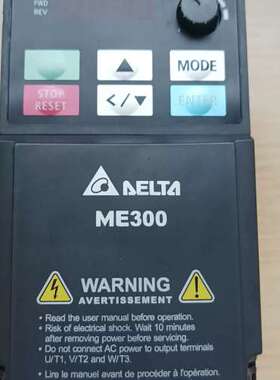 FWD
REV
MODE
STOP
RESET
ENTER
DELTA
ME300
WARNING
AVERTISSEMENT
Read the user manual before operation.
Risk of electrical shock. Wait 10 minutes
after removing power before servicing.
Do not connect AC power to output terminals
U/T1, V/T2 and W/T3.
Lire le manuel avant de procéder à l'opération.